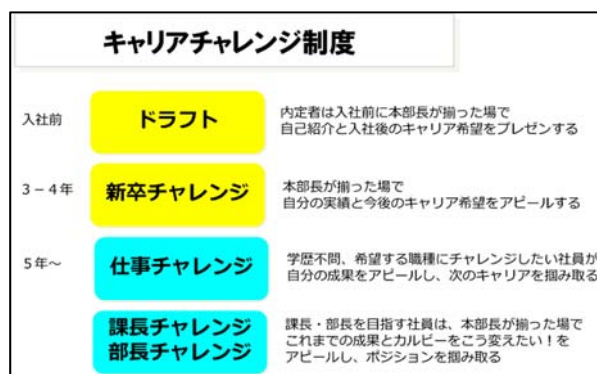 キャリアチャレンジ制度
入社前
ドラフト
内定者は入社前に本部長が揃った場で
自己紹介と入社後のキャリア希望をプレゼンする
3－4年
新卒チャレンジ
本部長が揃った場で
自分の実績と今後のキャリア希望をアピールする
5年～
仕事チャレンジ
学歴不問、希望する職種にチャレンジしたい社員が
自分の成果をアピールし、次のキャリアを掴み取る
課長チャレンジ
部長チャレンジ
課長・部長を目指す社員は、本部長が揃った場で
これまでの成果とカルビーをこう変えたい！を
アピールし、ポジションを掴み取る